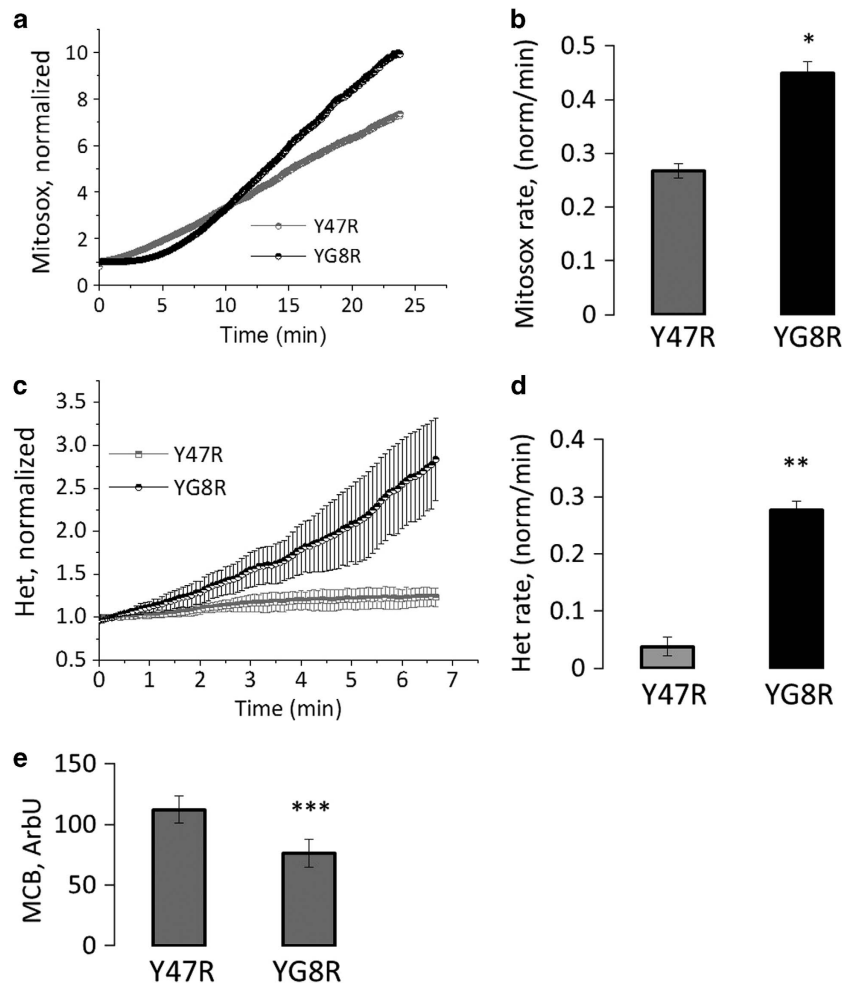 a
10
8
6
4
2
0
Mitosox, normalized
Y47R
YG8R
0 5 10 15 20 25
Time (min)
b
0.5
0.4
0.3
0.2
0.1
0
Mitosox rate, (norm/min)
*
Y47R YG8R
c
3.5
3.0
2.5
2.0
1.5
1.0
0.5
Het, normalized
Y47R
YG8R
0 1 2 3 4 5 6 7
Time (min)
d
0.4
0.3
0.2
0.1
0
Het rate, (norm/min)
**
Y47R YG8R
e
150
100
50
0
MCB, ArbU
***
Y47R YG8R